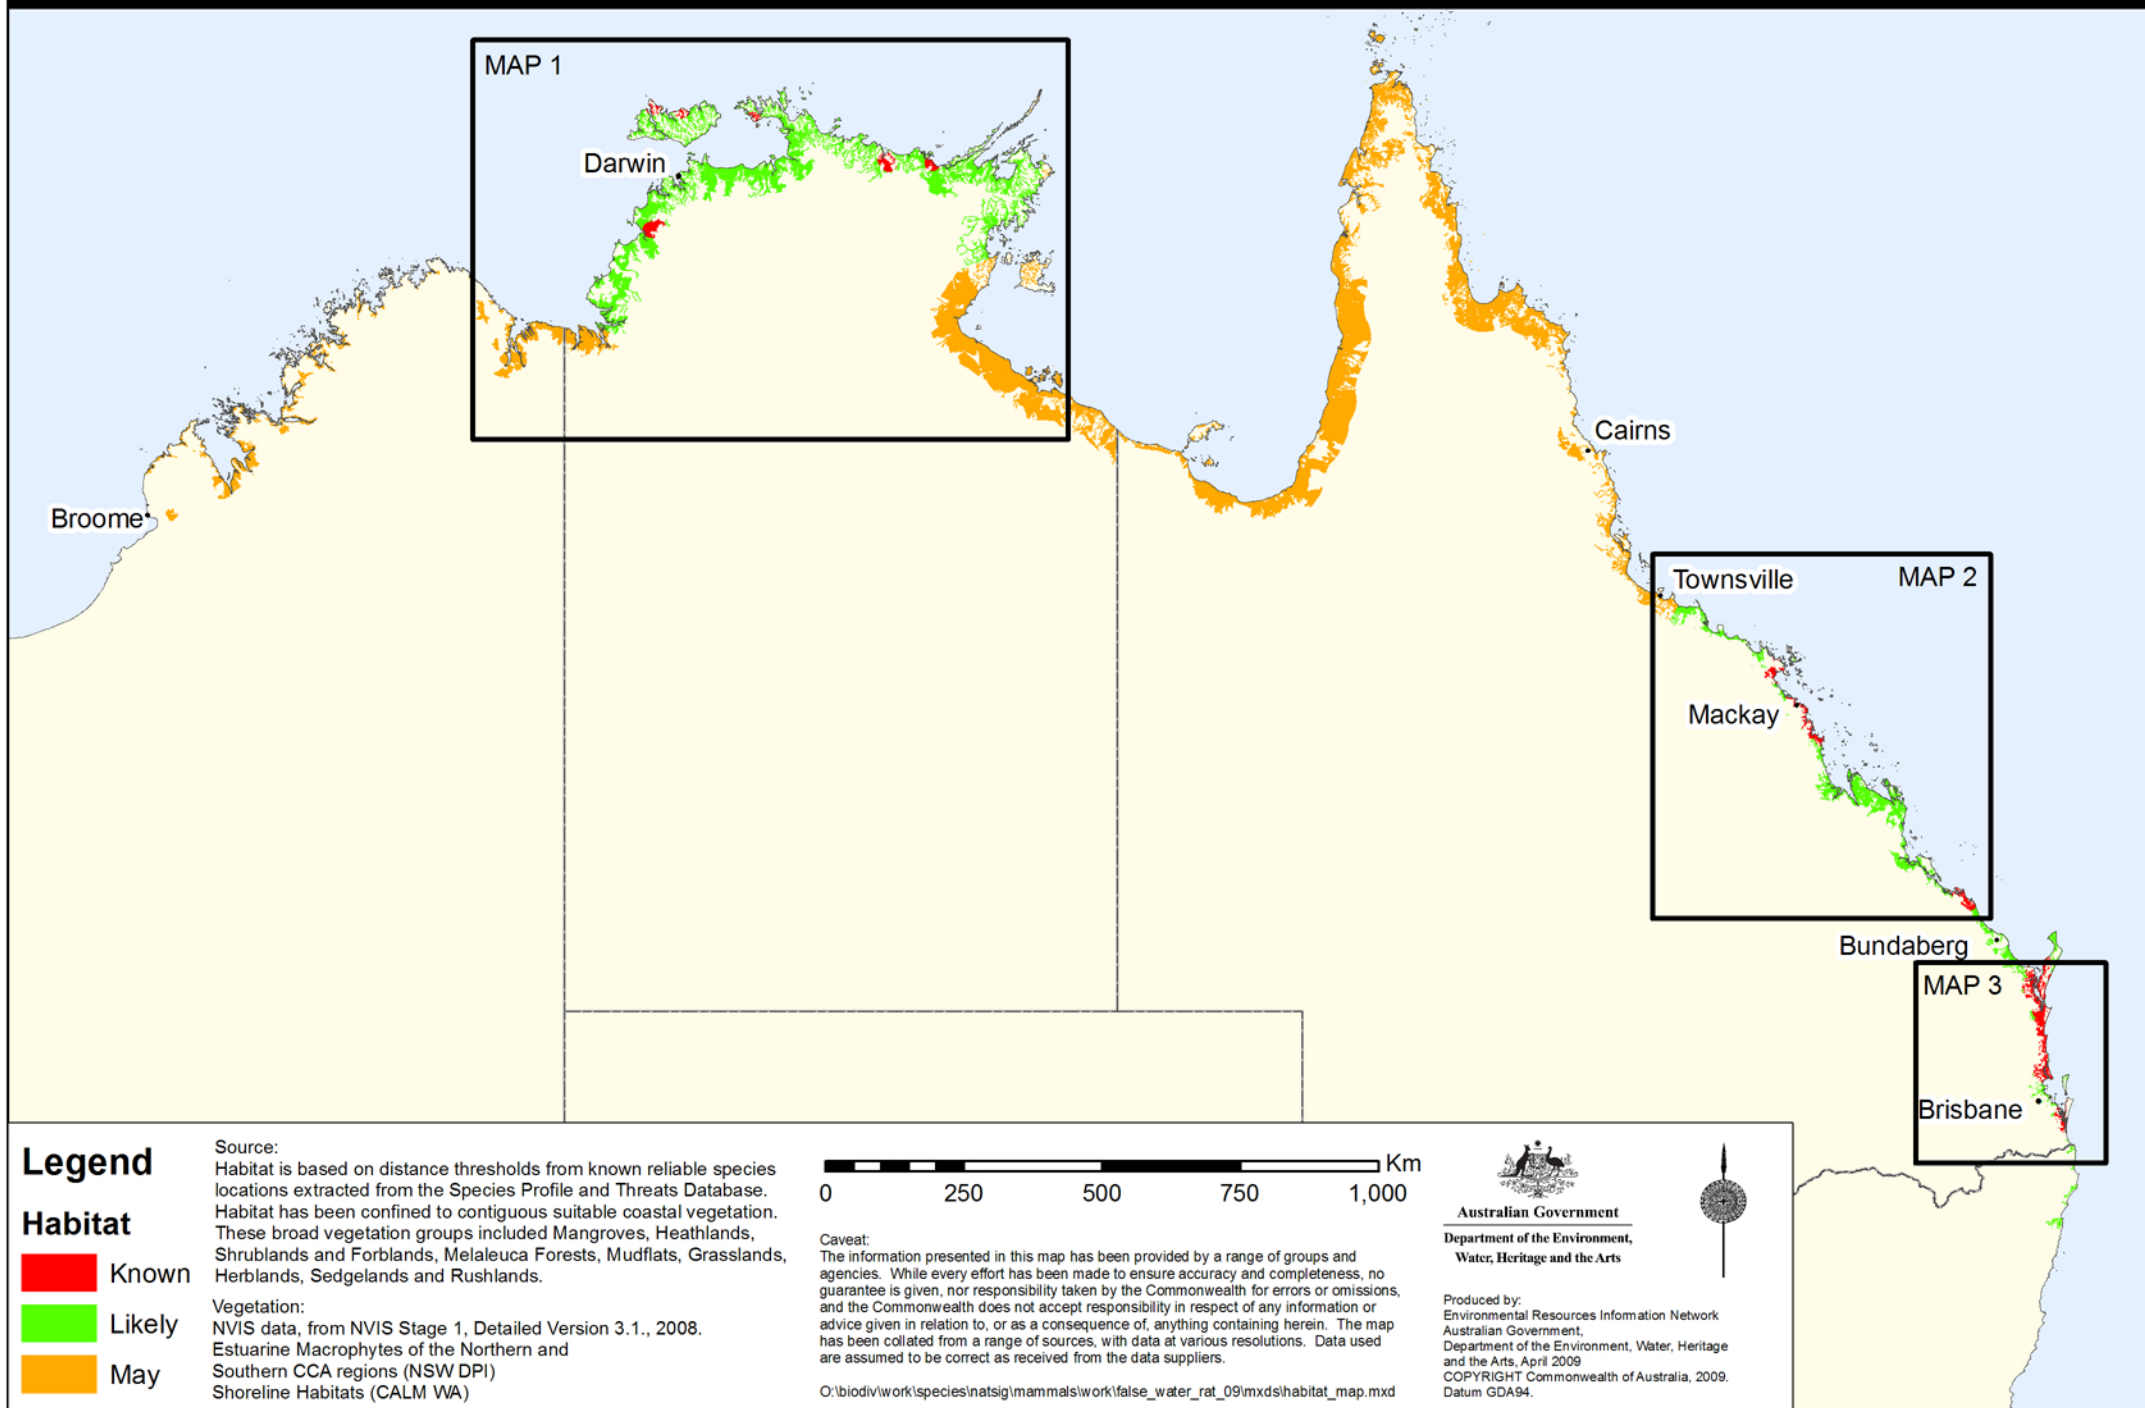 MAP 1
Darwin
Broome
Cairns
Townsville
MAP 2
Mackay
Bundaberg
MAP 3
Brisbane
Legend
Habitat
Known
Likely
May
Source:
Habitat is based on distance thresholds from known reliable species
locations extracted from the Species Profile and Threats Database.
Habitat has been confined to contiguous suitable coastal vegetation.
These broad vegetation groups included Mangroves, Heathlands,
Shrublands and Forblands, Melaleuca Forests, Mudflats, Grasslands,
Herblands, Sedgelands and Rushlands.
Vegetation:
NVIS data, from NVIS Stage 1, Detailed Version 3.1., 2008.
Estuarine Macrophytes of the Northern and
Southern CCA regions (NSW DPI)
Shoreline Habitats (CALM WA)
Km
0 250 500 750 1,000
Caveat:
The information presented in this map has been provided by a range of groups and
agencies. While every effort has been made to ensure accuracy and completeness, no
guarantee is given, nor responsibility taken by the Commonwealth for errors or omissions,
and the Commonwealth does not accept responsibility in respect of any information or
advice given in relation to, or as a consequence of, anything containing herein. The map
has been collated from a range of sources, with data at various resolutions. Data used
are assumed to be correct as received from the data suppliers.
O:\biodiv\work\species\natsig\mammals\work\false_water_rat_09\mxds\habitat_map.mxd
Australian Government
Department of the Environment,
Water, Heritage and the Arts
Produced by:
Environmental Resources Information Network
Australian Government,
Department of the Environment, Water, Heritage
and the Arts, April 2009
COPYRIGHT Commonwealth of Australia, 2009.
Datum GDA94.